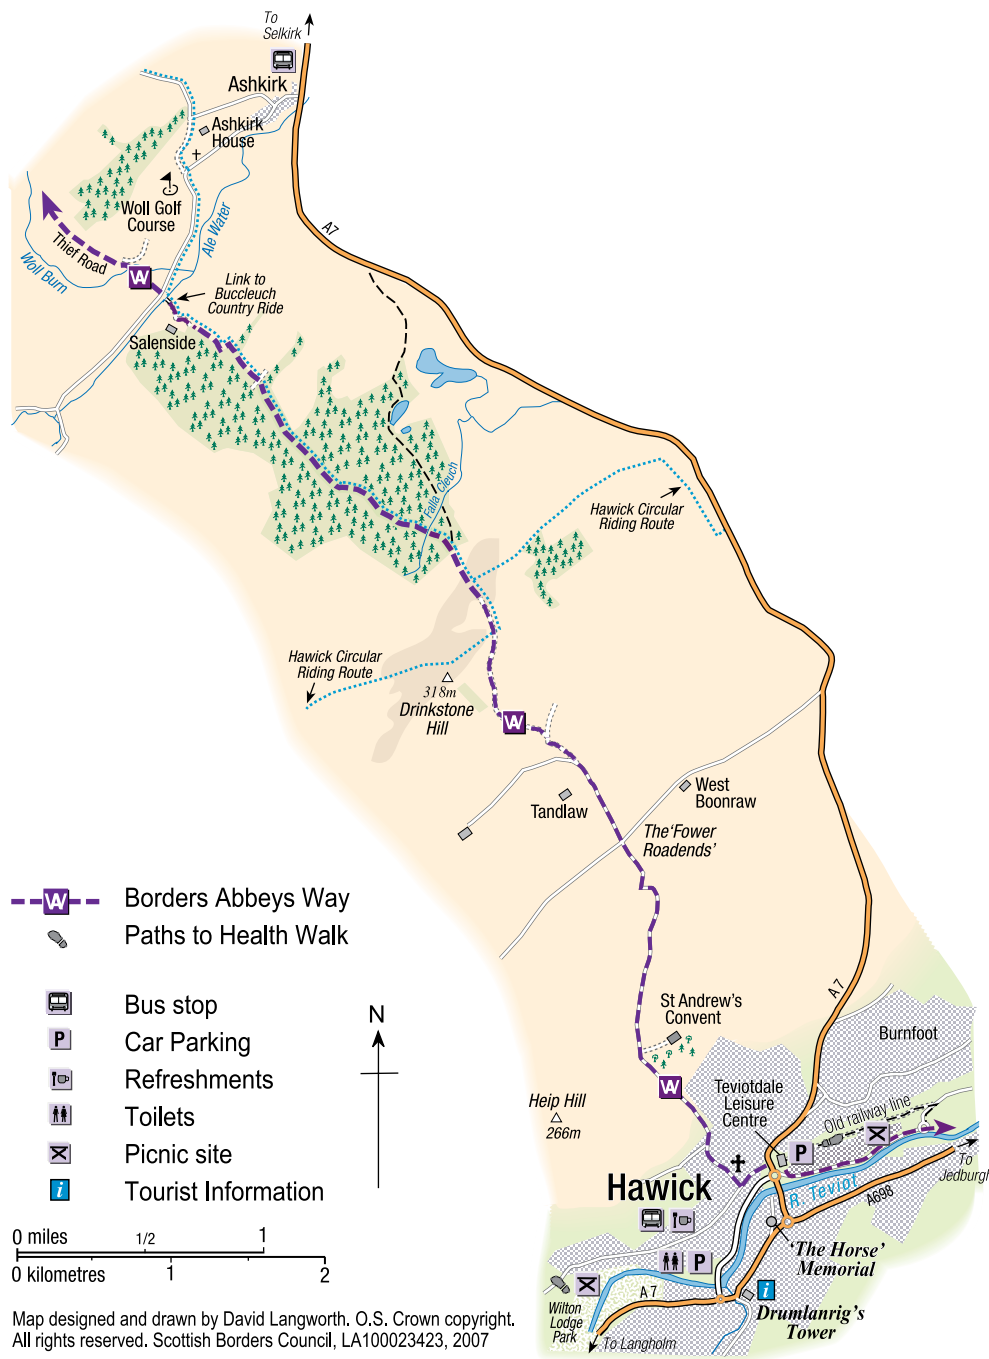 To
Selkirk
Ashkirk
Ashkirk
House
Woll Golf
Course
Ale Water
A7
Thief Road
Woll Burn
Link to
Buccleuch
Country Ride
Salenside
Falla Cleuch
Hawick Circular
Riding Route
Hawick Circular
Riding Route
318m
Drinkstone
Hill
Tandlaw
West
Boonraw
The 'Fower
Roadends'
Borders Abbeys Way
Paths to Health Walk
Bus stop
P
Car Parking
Refreshments
Toilets
Picnic site
i
Tourist Information
N
0 miles
1/2
1
0 kilometres
1
2
A7
St Andrew's
Convent
Burnfoot
Teviotdale
Leisure
Centre
Old railway line
Heip Hill
266m
P
To
Jedburgh
Hawick
R. Teviot
A698
'The Horse'
Memorial
P
A7
i
Wilton
Lodge
Park
Drumlanrig's
Tower
To Langholm
Map designed and drawn by David Langworth. O.S. Crown copyright.
All rights reserved. Scottish Borders Council, LA100023423, 2007